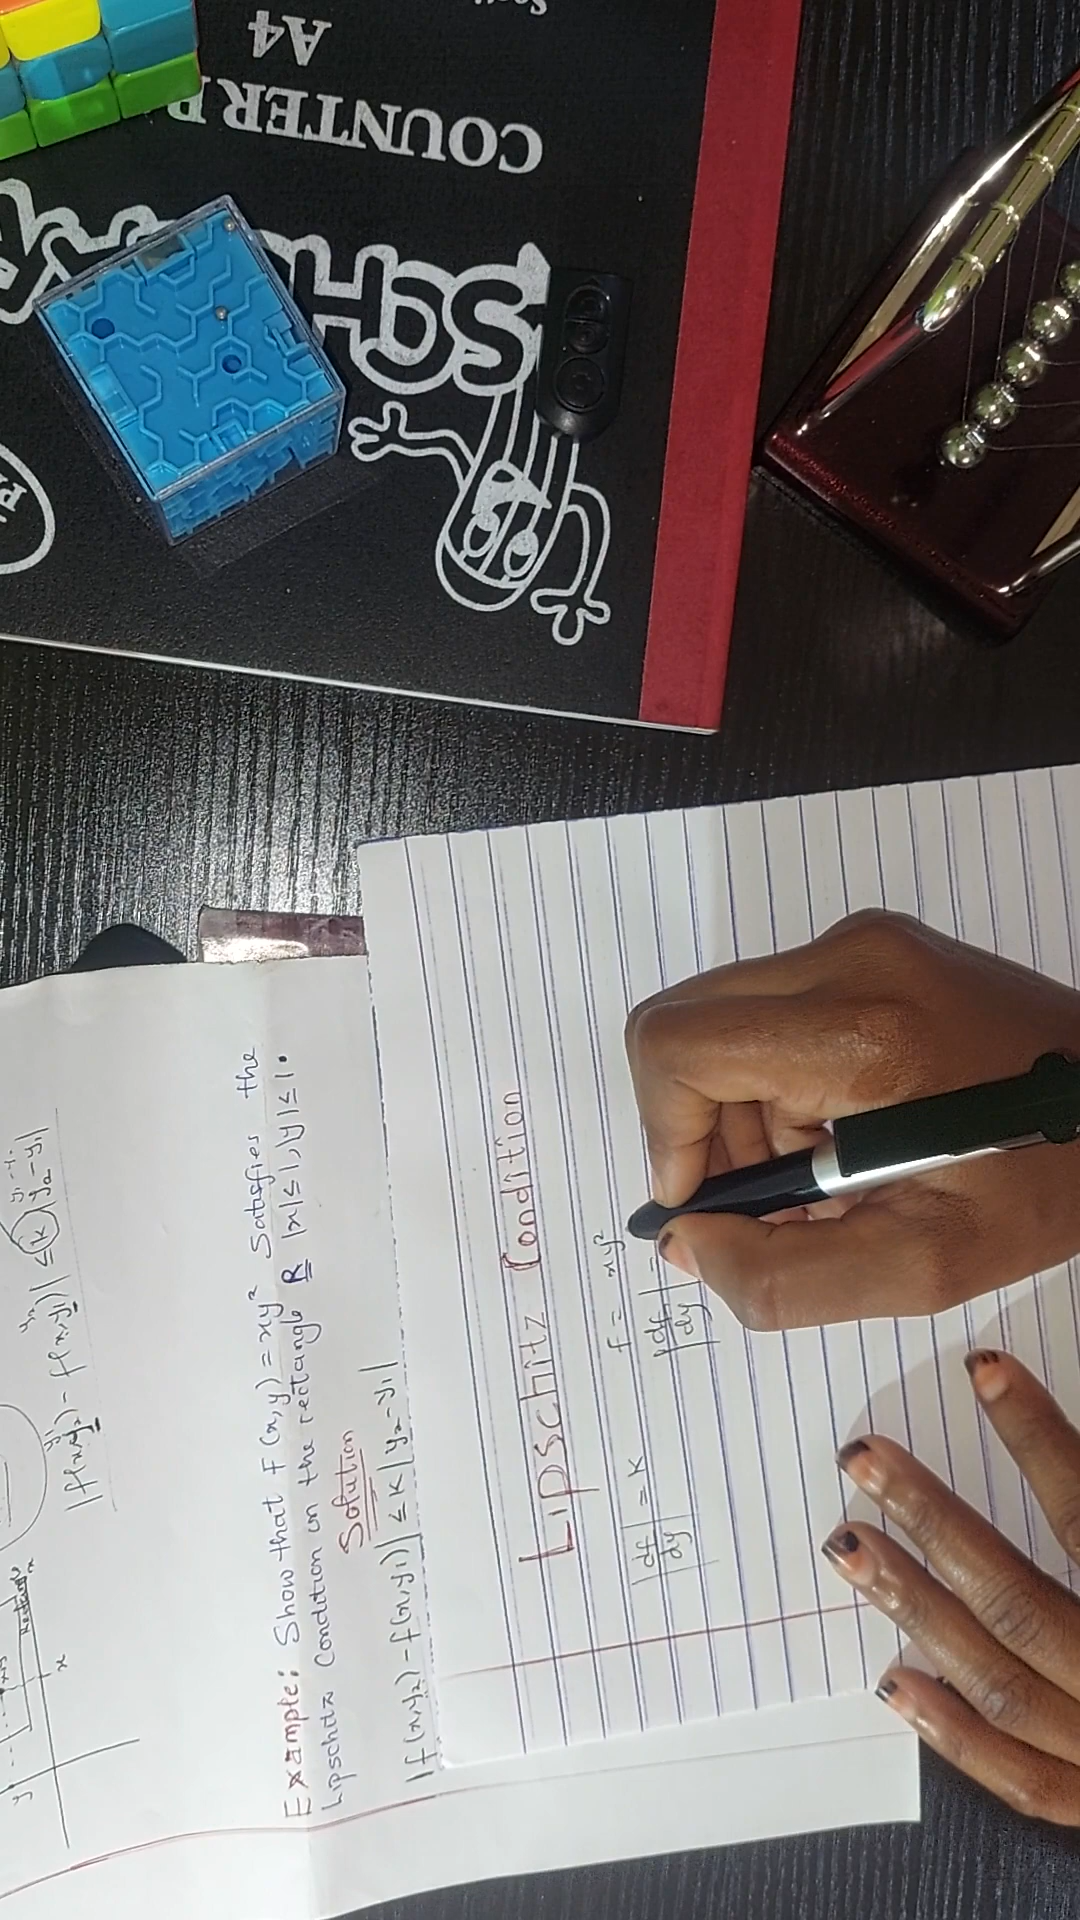 COUNTER B
A4
y
x
Rectangle
x
|f(x,y₂) - f(x,y₁)| ≤ K |y₂-y₁|
Example: Show that F(x,y) = xy² Satisfies the
Lipschitz Condition on the rectangle R |x|≤1, |y|≤1.
Solution
|f(x,y₂) - f(x,y₁)| ≤ K |y₂-y₁|
Lipschitz Condition
f = xy²
|df/dy| = K |df/dy| =